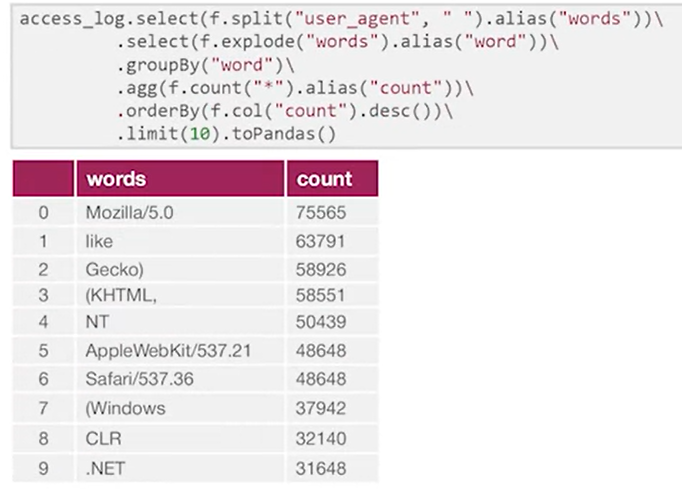 access_log.select(f.split("user_agent", " ").alias("words"))\
.select(f.explode("words").alias("word"))\
.groupBy("word")\
.agg(f.count("*").alias("count"))\
.orderBy(f.col("count").desc())\
.limit(10).toPandas()
words count
0 Mozilla/5.0 75565
1 like 63791
2 Gecko) 58926
3 (KHTML, 58551
4 NT 50439
5 AppleWebKit/537.21 48648
6 Safari/537.36 48648
7 (Windows 37942
8 CLR 32140
9 .NET 31648